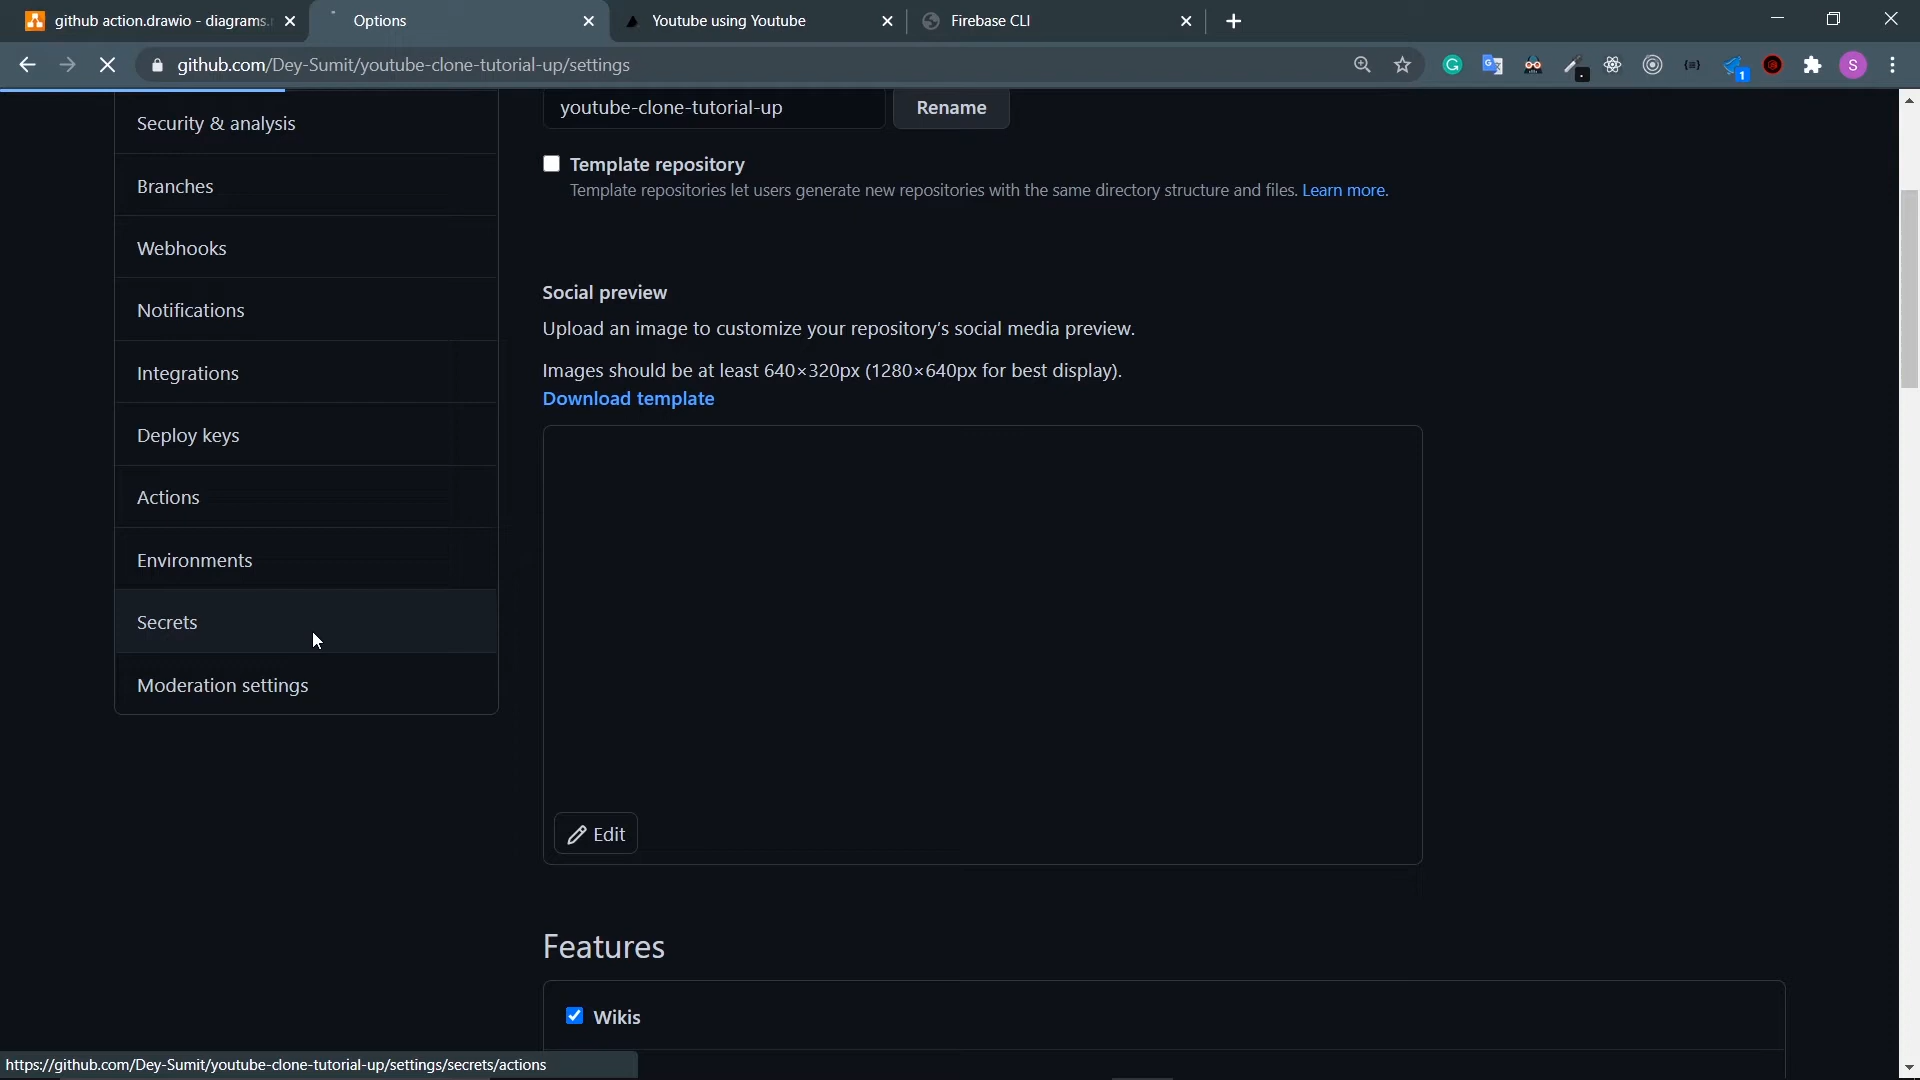 github action.drawio - diagrams.
Options
Youtube using Youtube
Firebase CLI
github.com/Dey-Sumit/youtube-clone-tutorial-up/settings
S
1
Security & analysis
Branches
Webhooks
Notifications
Integrations
Deploy keys
Actions
Environments
Secrets
Moderation settings
youtube-clone-tutorial-up
Rename
Template repository
Template repositories let users generate new repositories with the same directory structure and files. Learn more.
Social preview
Upload an image to customize your repository's social media preview.
Images should be at least 640×320px (1280×640px for best display).
Download template
Edit
Features
Wikis
https://github.com/Dey-Sumit/youtube-clone-tutorial-up/settings/secrets/actions